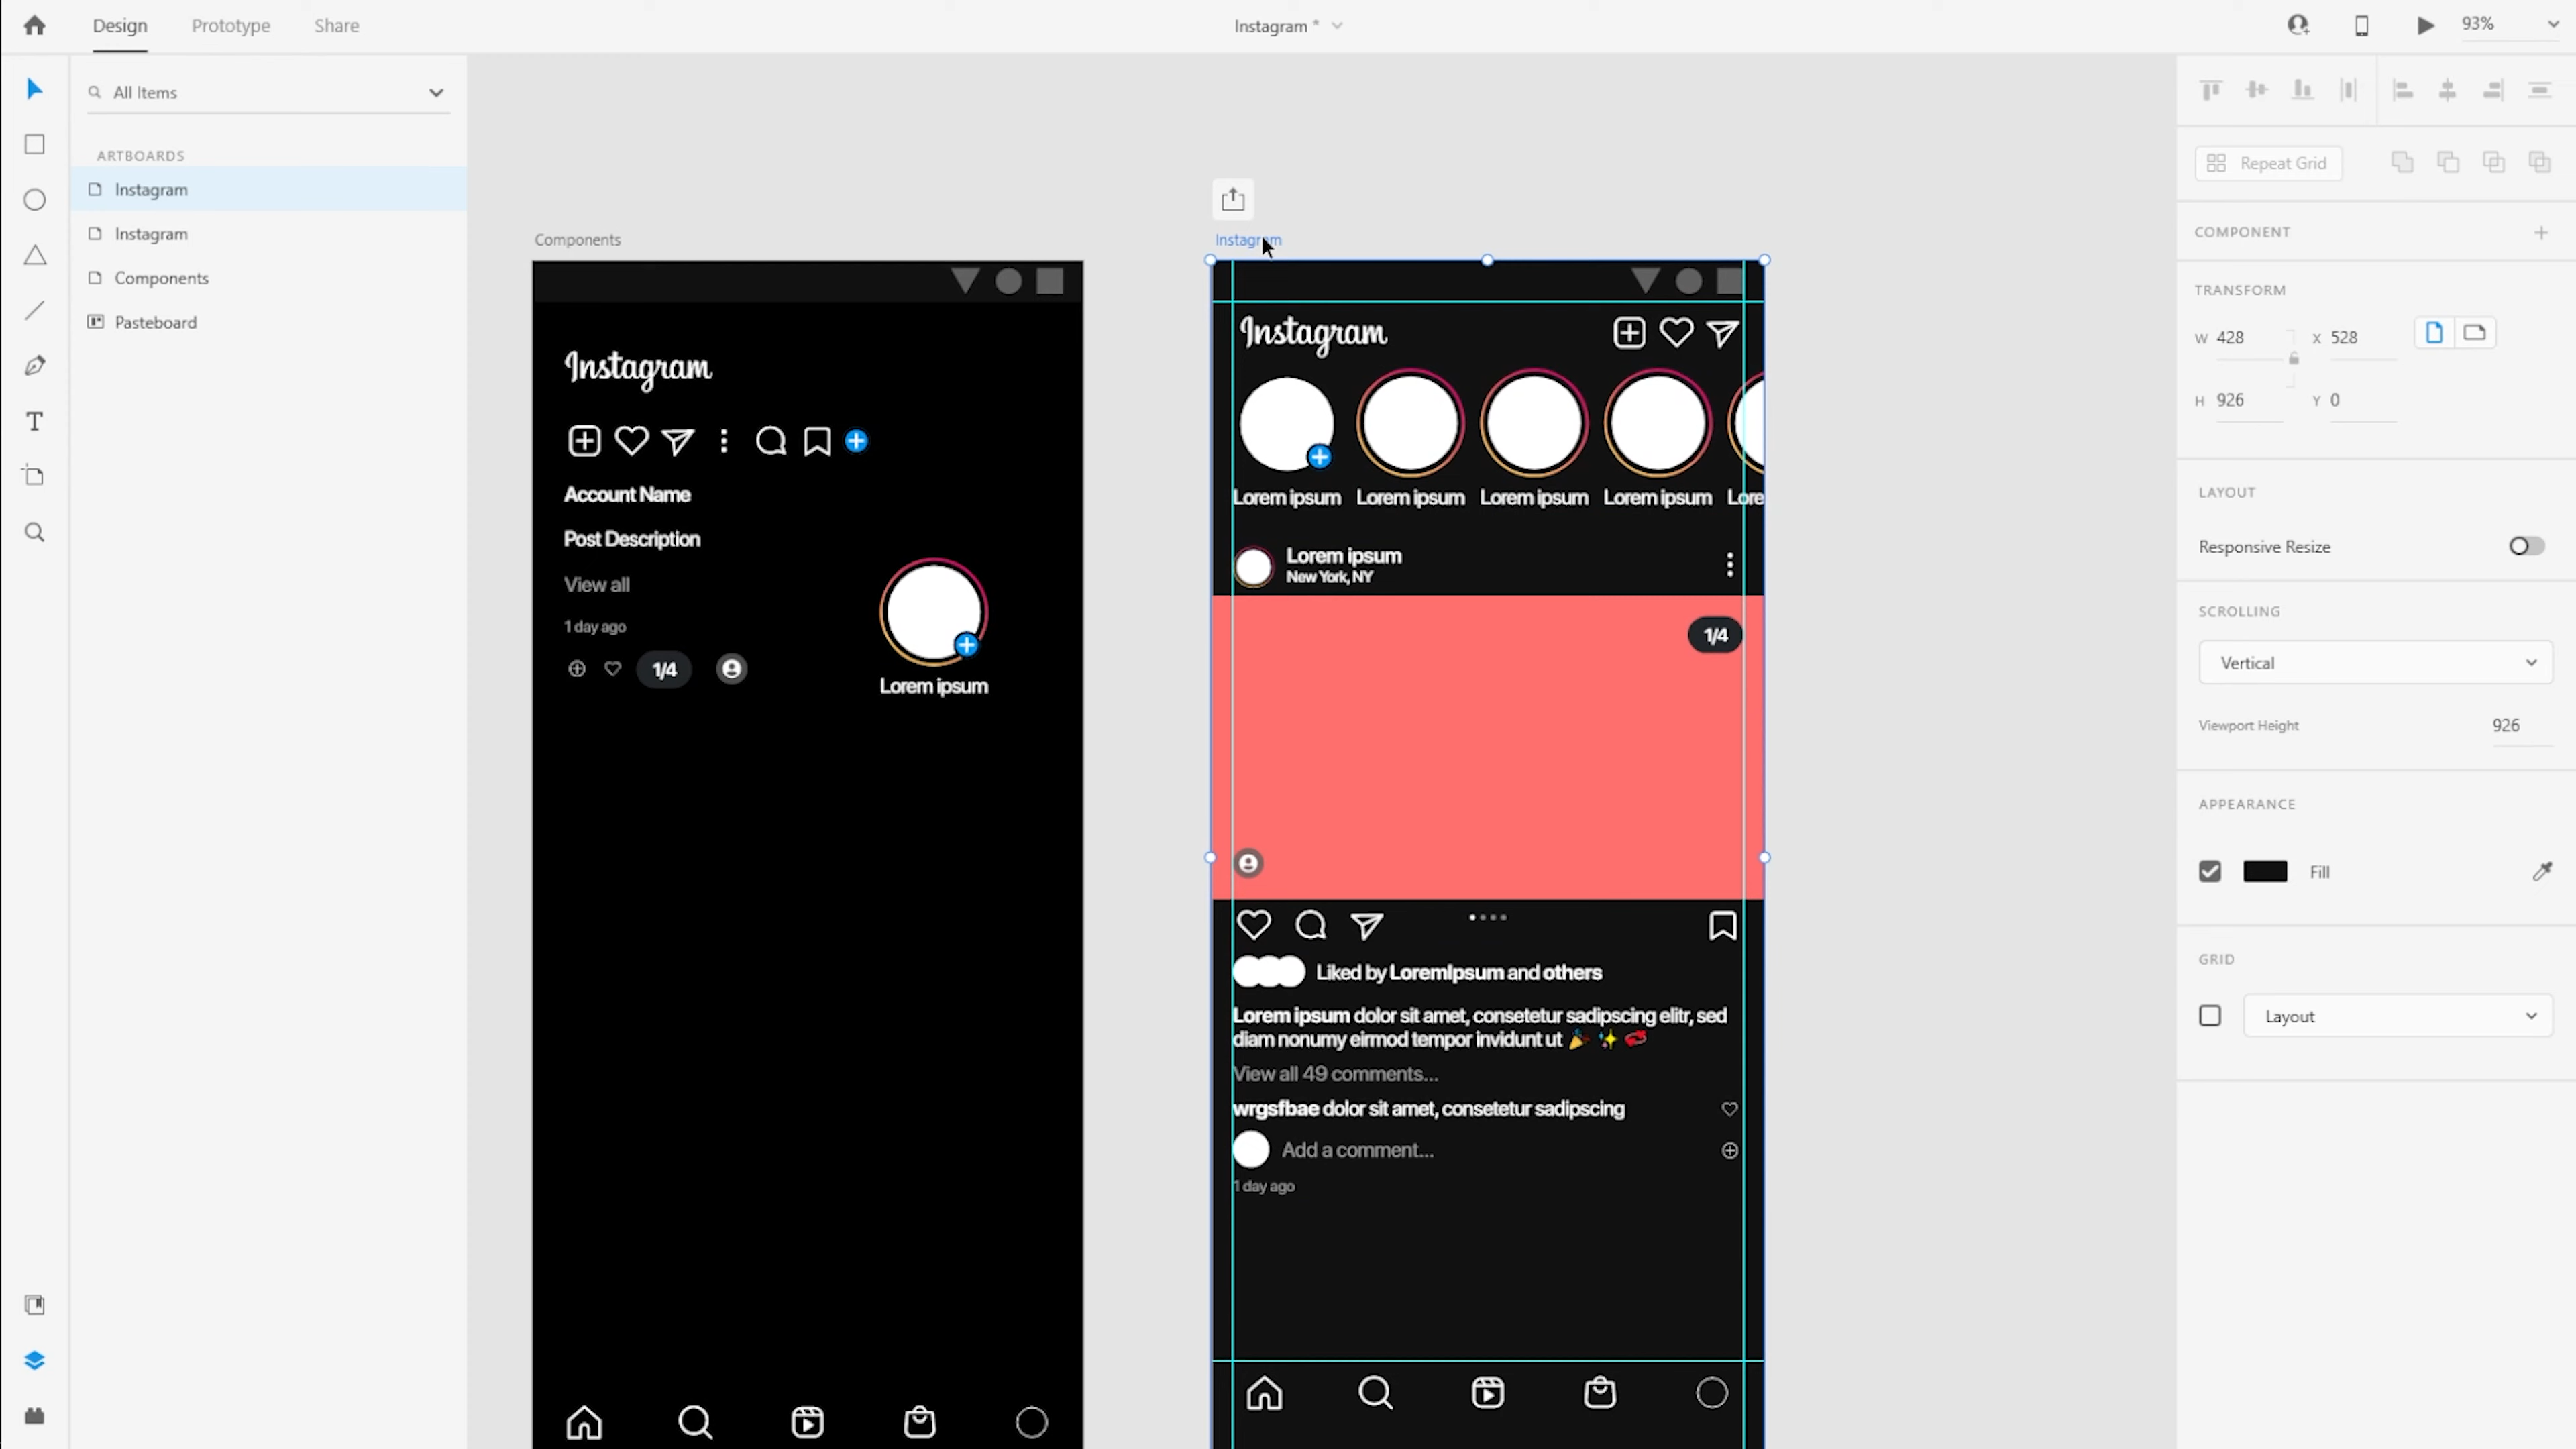 Design
Prototype
Share
Instagram *
93%
All Items
ARTBOARDS
Instagram
Instagram
Components
Pasteboard
Components
Instagram
Account Name
Post Description
View all
1 day ago
1/4
Lorem ipsum
Instagram
Instagram
Lorem ipsum
Lorem ipsum
Lorem ipsum
Lorem ipsum
Lore
Lorem ipsum
New York, NY
1/4
Liked by LoremIpsum and others
Lorem ipsum dolor sit amet, consetetur sadipscing elitr, sed
diam nonumy eirmod tempor invidunt ut 🎉 ✨ 💞
View all 49 comments...
wrgsfbae dolor sit amet, consetetur sadipscing
Add a comment...
1 day ago
Repeat Grid
COMPONENT
TRANSFORM
W 428
X 528
H 926
Y 0
LAYOUT
Responsive Resize
SCROLLING
Vertical
Viewport Height 926
APPEARANCE
Fill
GRID
Layout